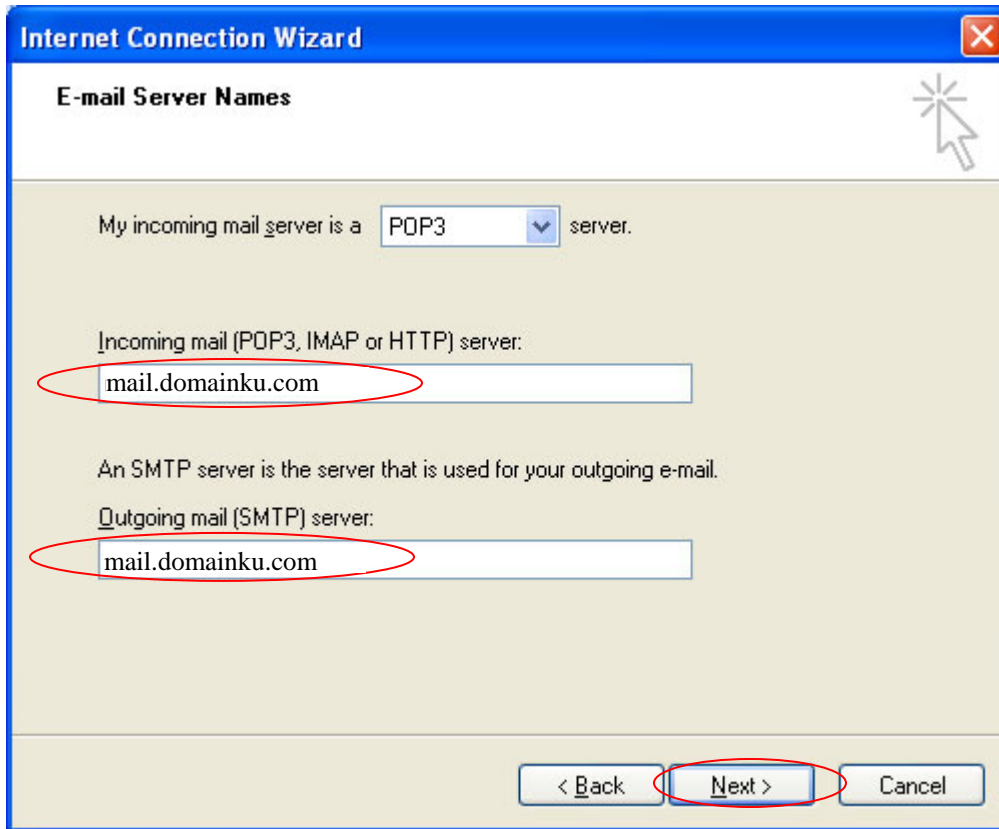 Internet Connection Wizard
E-mail Server Names
My incoming mail server is a POP3 server.
Incoming mail (POP3, IMAP or HTTP) server:
mail.domainku.com
An SMTP server is the server that is used for your outgoing e-mail.
Outgoing mail (SMTP) server:
mail.domainku.com
< Back Next > Cancel